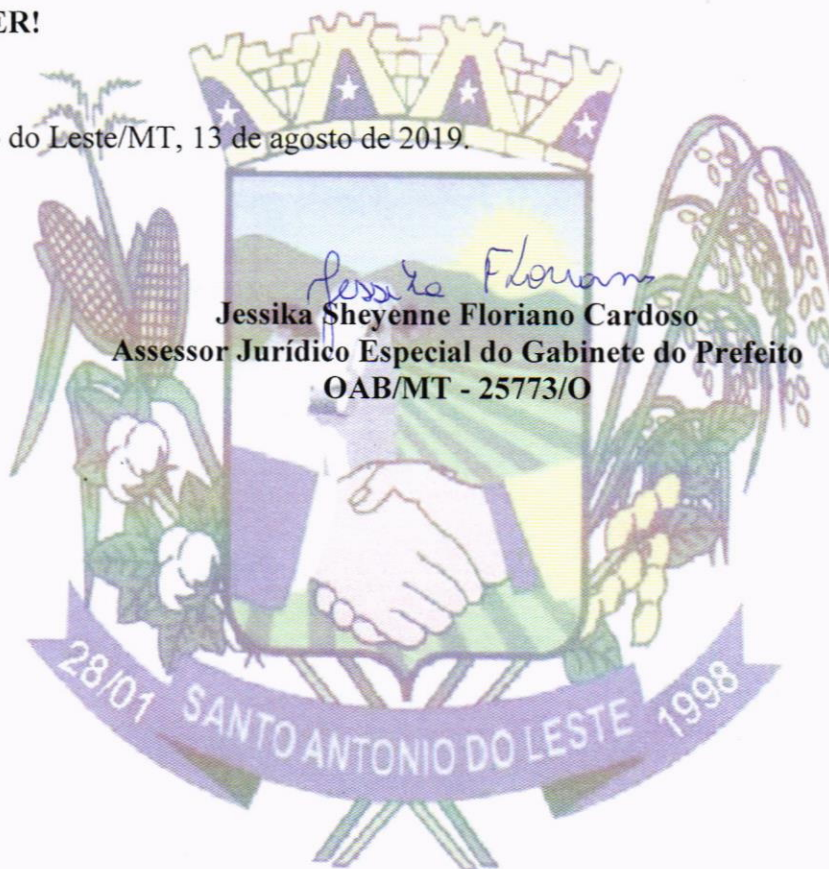 ER!
do Leste/MT, 13 de agosto de 2019.
Jessika Floriano
Jessika Sheyenne Floriano Cardoso
Assessor Jurídico Especial do Gabinete do Prefeito
OAB/MT - 25773/O
28/01 SANTO ANTONIO DO LESTE 1998